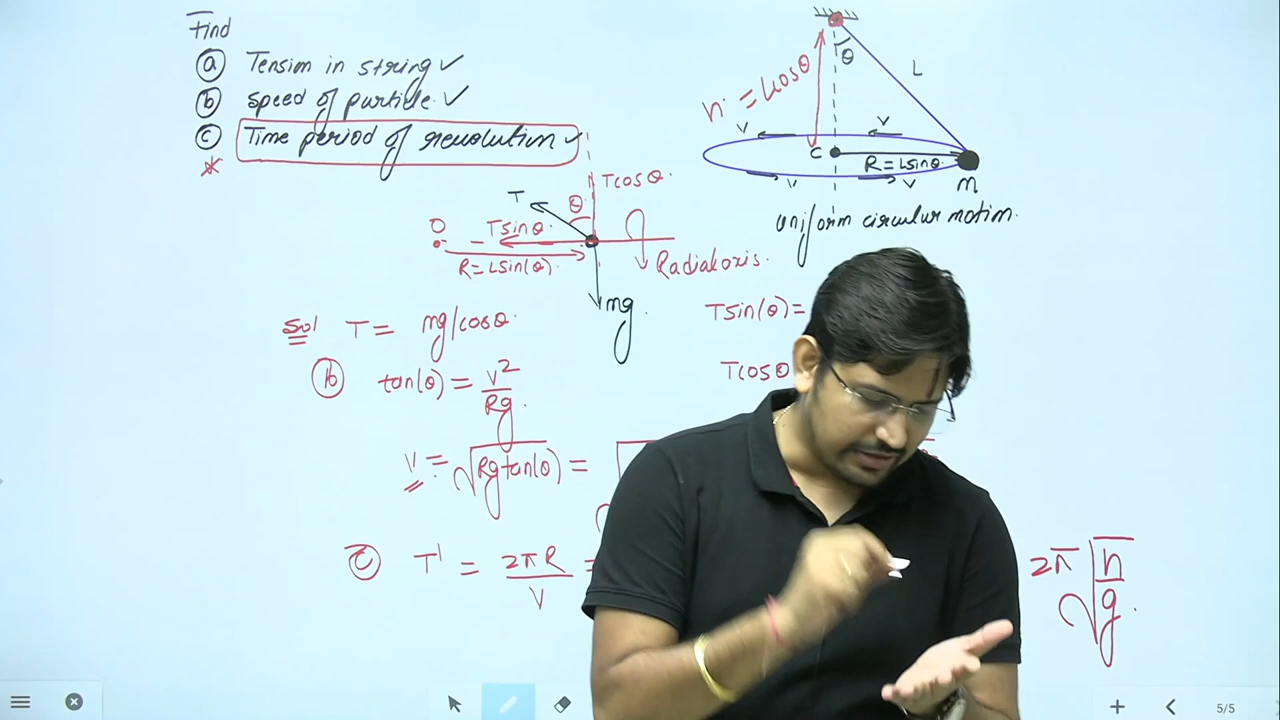 Find
(a) Tension in string ✓
(b) Speed of particle ✓
(c) Time period of revolution ✓
*
θ
L
h = Lcosθ
v
v
C
R = Lsinθ
v
v
m
uniform circular motion.
Tcosθ
T
θ
O
Tsinθ
R = Lsin(θ)
Radial axis.
mg
Sol T = mg/cosθ
Tsin(θ) =
(b) tan(θ) = v²/Rg
Tcosθ
v = √Rg tan(θ) = √
(c) T' = 2πR/v =
2π √h/g
5/5